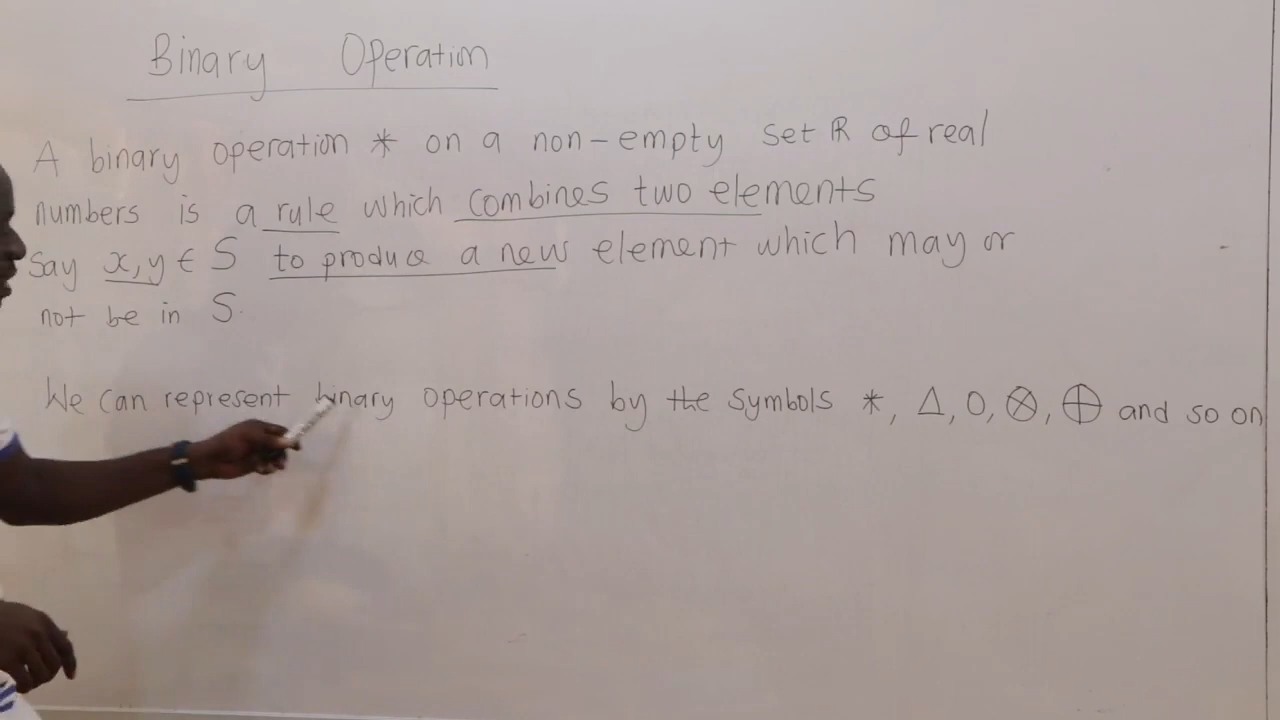 Binary Operation
A binary operation * on a non-empty set ℝ of real
numbers is a rule which combines two elements
Say x, y ∈ S to produce a new element which may or
not be in S.
We can represent binary operations by the symbols *, Δ, O, ⊗, ⊕ and so on